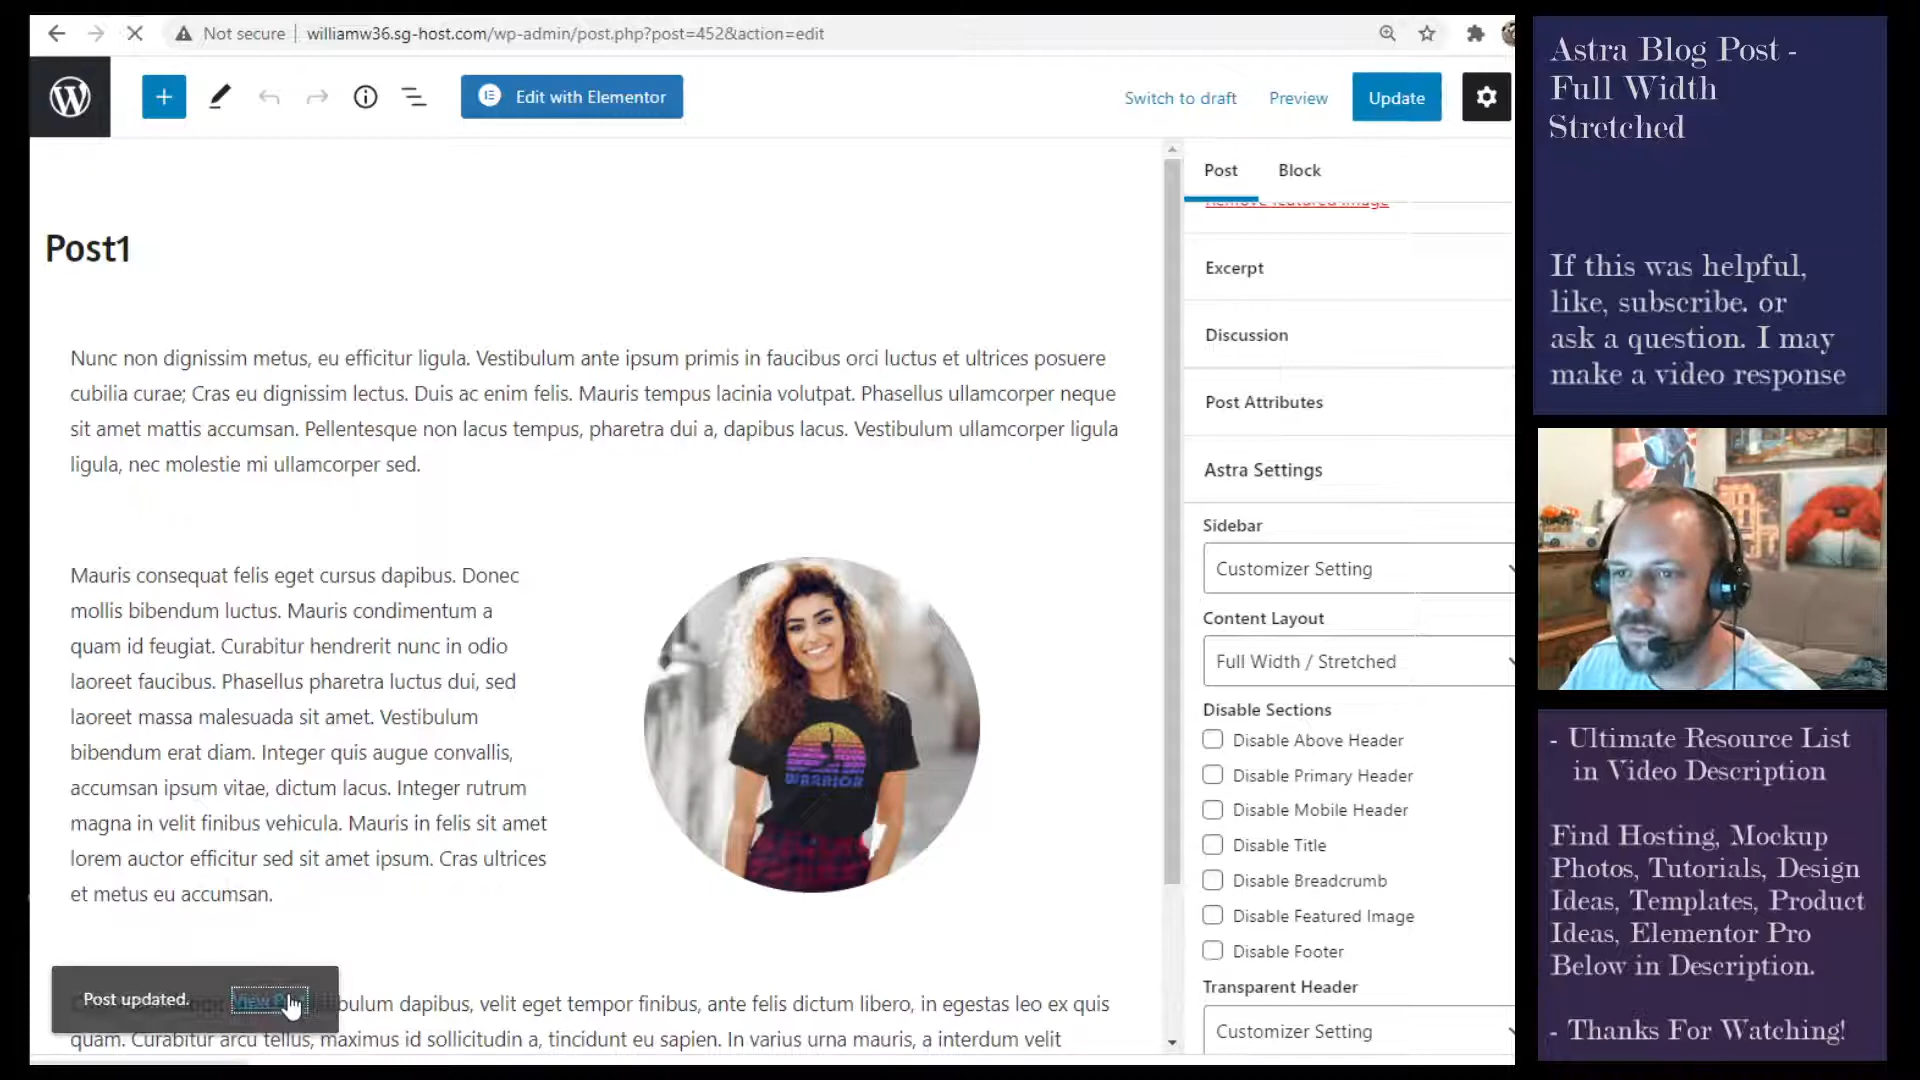 Not secure
williamw36.sg-host.com/wp-admin/post.php?post=452&action=edit
Edit with Elementor
Switch to draft
Preview
Update
Post
Block
Remove featured image
Post1
Nunc non dignissim metus, eu efficitur ligula. Vestibulum ante ipsum primis in faucibus orci luctus et ultrices posuere
cubilia curae; Cras eu dignissim lectus. Duis ac enim felis. Mauris tempus lacinia volutpat. Phasellus ullamcorper neque
sit amet mattis accumsan. Pellentesque non lacus tempus, pharetra dui a, dapibus lacus. Vestibulum ullamcorper ligula
ligula, nec molestie mi ullamcorper sed.
Mauris consequat felis eget cursus dapibus. Donec
mollis bibendum luctus. Mauris condimentum a
quam id feugiat. Curabitur hendrerit nunc in odio
laoreet faucibus. Phasellus pharetra luctus dui, sed
laoreet massa malesuada sit amet. Vestibulum
bibendum erat diam. Integer quis augue convallis,
accumsan ipsum vitae, dictum lacus. Integer rutrum
magna in velit finibus vehicula. Mauris in felis sit amet
lorem auctor efficitur sed sit amet ipsum. Cras ultrices
et metus eu accumsan.
WARRIOR
Post updated.
View
dapibus, velit eget tempor finibus, ante felis dictum libero, in egestas leo ex quis
quam. Curabitur arcu tellus, maximus id sollicitudin a, tincidunt eu sapien. In varius urna mauris, a interdum velit
Excerpt
Discussion
Post Attributes
Astra Settings
Sidebar
Customizer Setting
Content Layout
Full Width / Stretched
Disable Sections
Disable Above Header
Disable Primary Header
Disable Mobile Header
Disable Title
Disable Breadcrumb
Disable Featured Image
Disable Footer
Transparent Header
Customizer Setting
Astra Blog Post -
Full Width
Stretched
If this was helpful,
like, subscribe. or
ask a question. I may
make a video response
- Ultimate Resource List
in Video Description
Find Hosting, Mockup
Photos, Tutorials, Design
Ideas, Templates, Product
Ideas, Elementor Pro
Below in Description.
- Thanks For Watching!